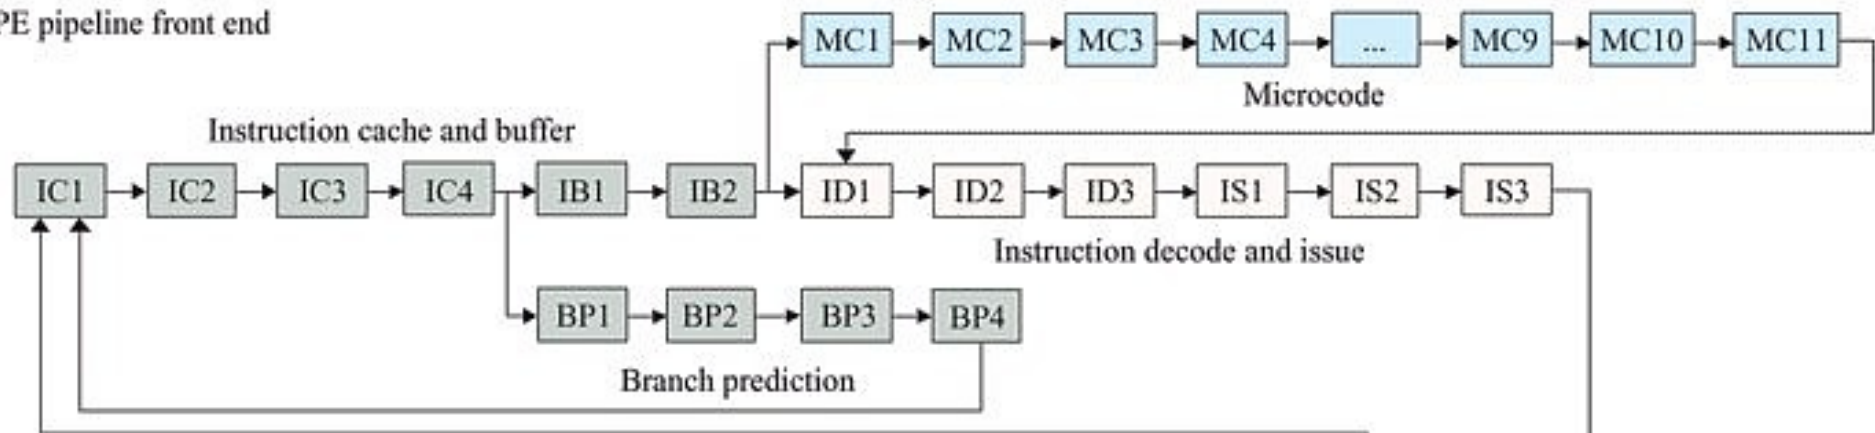 PE pipeline front end
MC1 MC2 MC3 MC4 ... MC9 MC10 MC11
Microcode
Instruction cache and buffer
IC1 IC2 IC3 IC4 IB1 IB2 ID1 ID2 ID3 IS1 IS2 IS3
Instruction decode and issue
BP1 BP2 BP3 BP4
Branch prediction